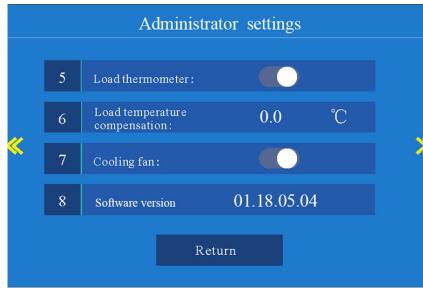 Administrator settings
5 Load thermometer:
6 Load temperature compensation: 0.0 ℃
7 Cooling fan:
8 Software version 01.18.05.04
Return